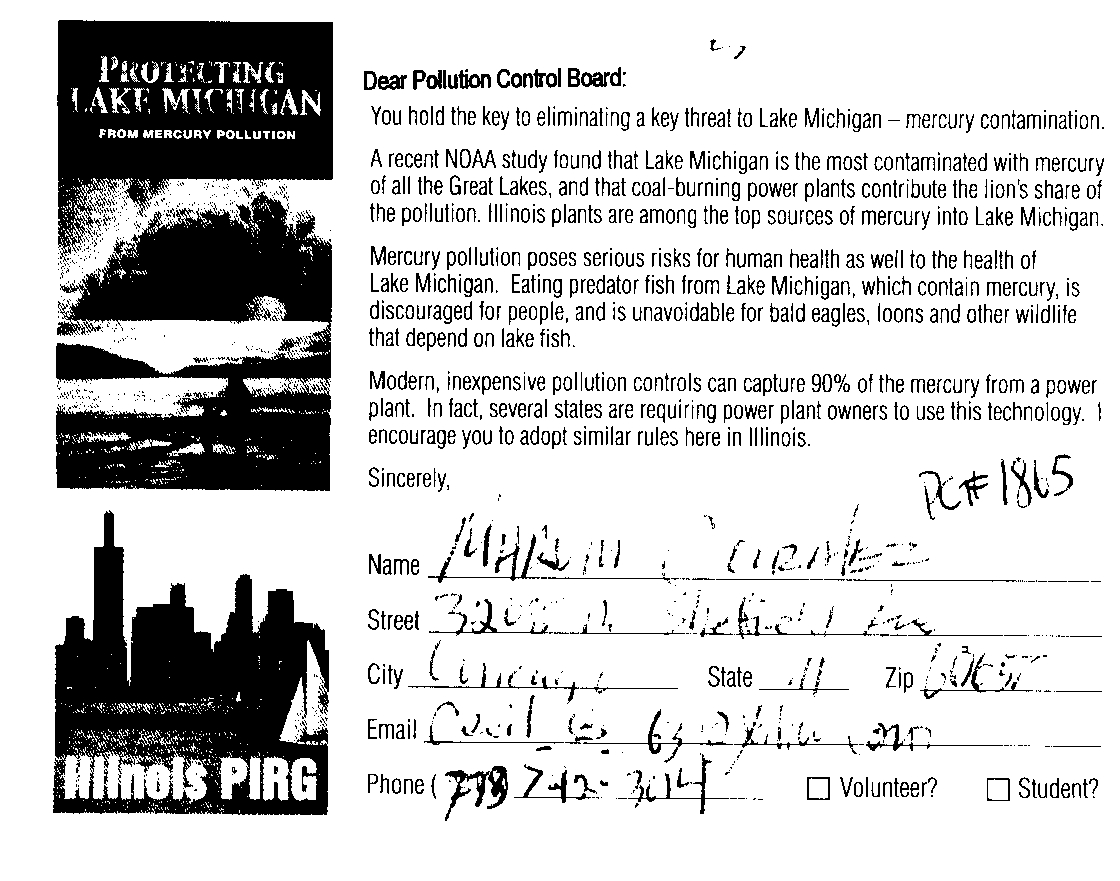 PROTECTING
LAKE MICHIGAN
FROM MERCURY POLLUTION
Illinois PIRG
Dear Pollution Control Board:
You hold the key to eliminating a key threat to Lake Michigan – mercury contamination.
A recent NOAA study found that Lake Michigan is the most contaminated with mercury
of all the Great Lakes, and that coal-burning power plants contribute the lion's share of
the pollution. Illinois plants are among the top sources of mercury into Lake Michigan.
Mercury pollution poses serious risks for human health as well to the health of
Lake Michigan. Eating predator fish from Lake Michigan, which contain mercury, is
discouraged for people, and is unavoidable for bald eagles, loons and other wildlife
that depend on lake fish.
Modern, inexpensive pollution controls can capture 90% of the mercury from a power
plant. In fact, several states are requiring power plant owners to use this technology. I
encourage you to adopt similar rules here in Illinois.
Sincerely,
PC# 1865
Name
Street Sheffield Ave
City Chicago State Il Zip 60657
Email
Phone ( 742-3014
Volunteer? Student?